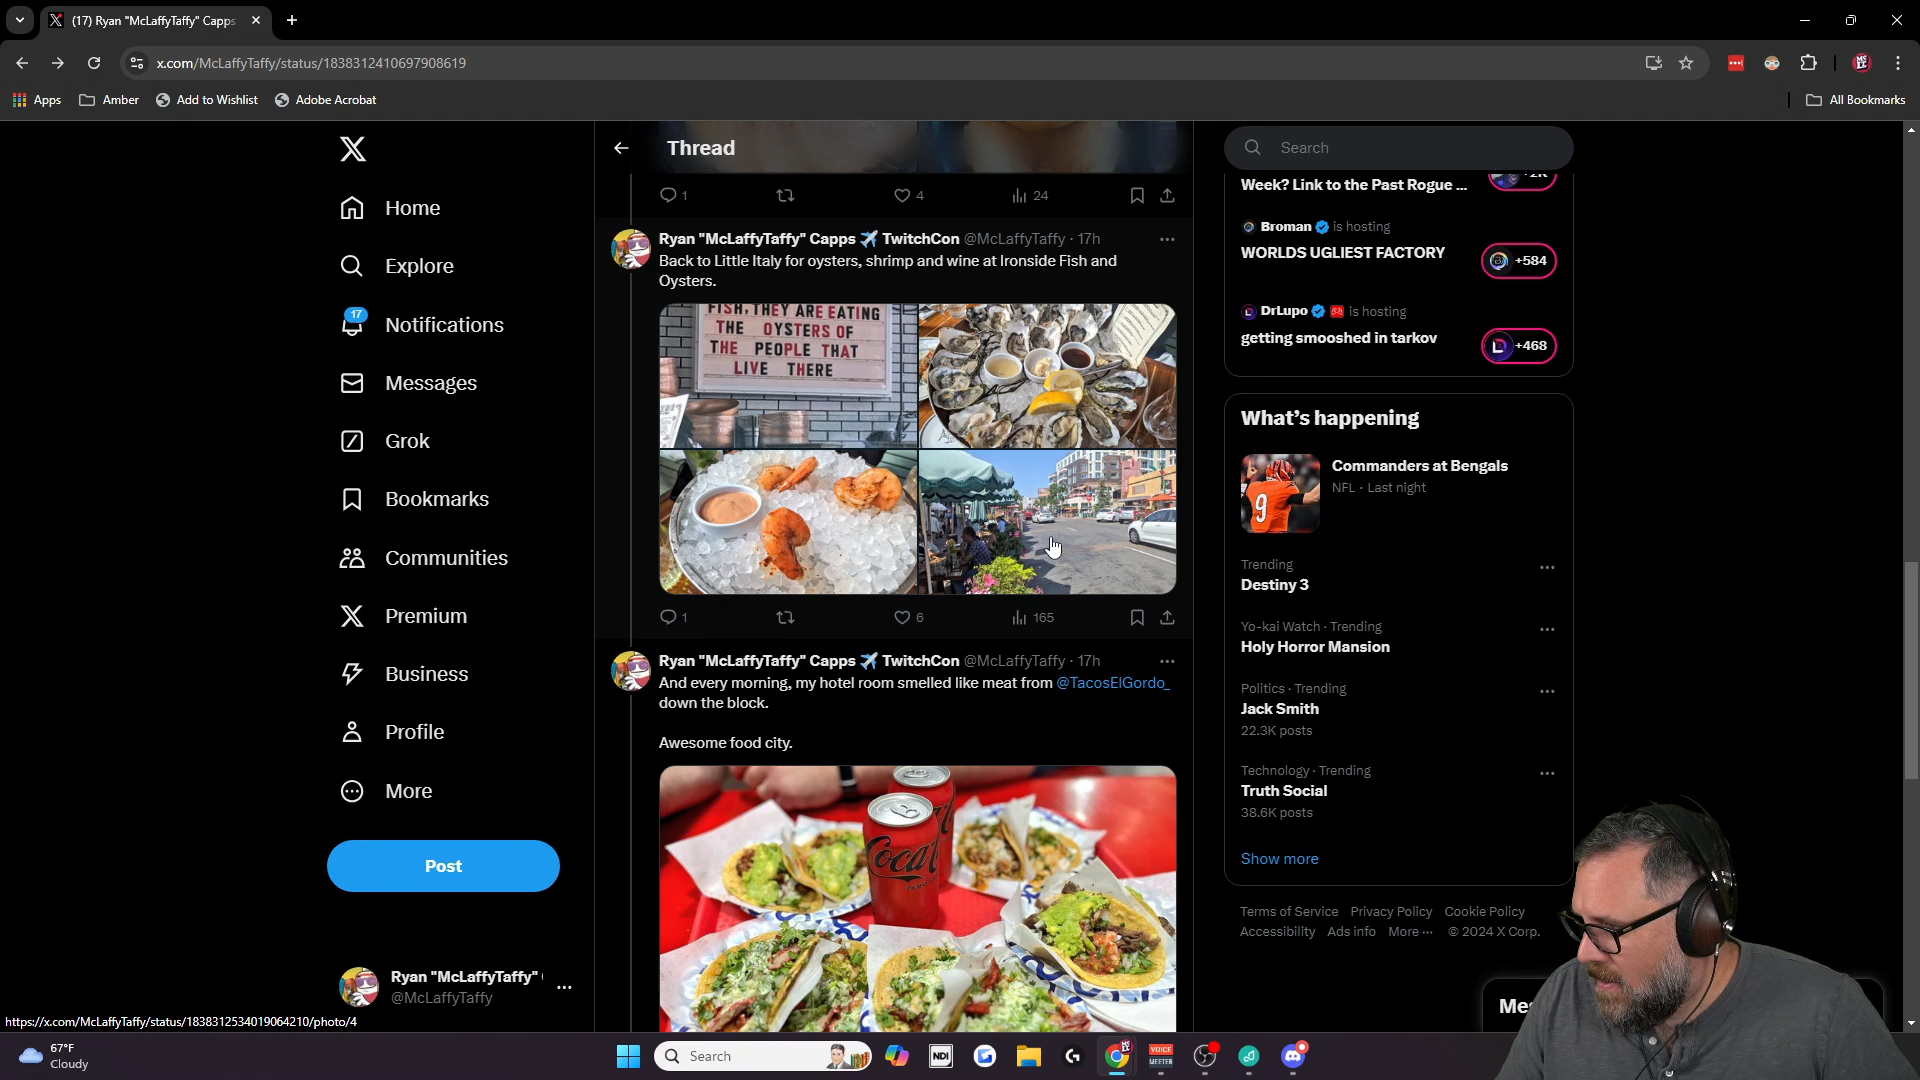 (17) Ryan "McLaffyTaffy" Capps
x.com/McLaffyTaffy/status/1838312410697908619
Apps
Amber
Add to Wishlist
Adobe Acrobat
All Bookmarks
Home
Explore
17
Notifications
Messages
Grok
Bookmarks
Communities
Premium
Business
Profile
More
Post
Ryan "McLaffyTaffy"
@McLaffyTaffy
Thread
1
4
24
Ryan "McLaffyTaffy" Capps ✈️ TwitchCon @McLaffyTaffy · 17h
Back to Little Italy for oysters, shrimp and wine at Ironside Fish and
Oysters.
FISH, THEY ARE EATING
THE OYSTERS OF
THE PEOPLE THAT
LIVE THERE
1
6
165
Ryan "McLaffyTaffy" Capps ✈️ TwitchCon @McLaffyTaffy · 17h
And every morning, my hotel room smelled like meat from @TacosElGordo_
down the block.
Awesome food city.
Search
Week? Link to the Past Rogue ...
+2K
Broman is hosting
WORLDS UGLIEST FACTORY
+584
DrLupo is hosting
getting smooshed in tarkov
+468
What's happening
Commanders at Bengals
NFL · Last night
Trending
Destiny 3
Yo-kai Watch · Trending
Holy Horror Mansion
Politics · Trending
Jack Smith
22.3K posts
Technology · Trending
Truth Social
38.6K posts
Show more
Terms of Service Privacy Policy Cookie Policy
Accessibility Ads info More ··· © 2024 X Corp.
https://x.com/McLaffyTaffy/status/1838312534019064210/photo/4
67°F
Cloudy
Search
NDI
VOICE
MEETER